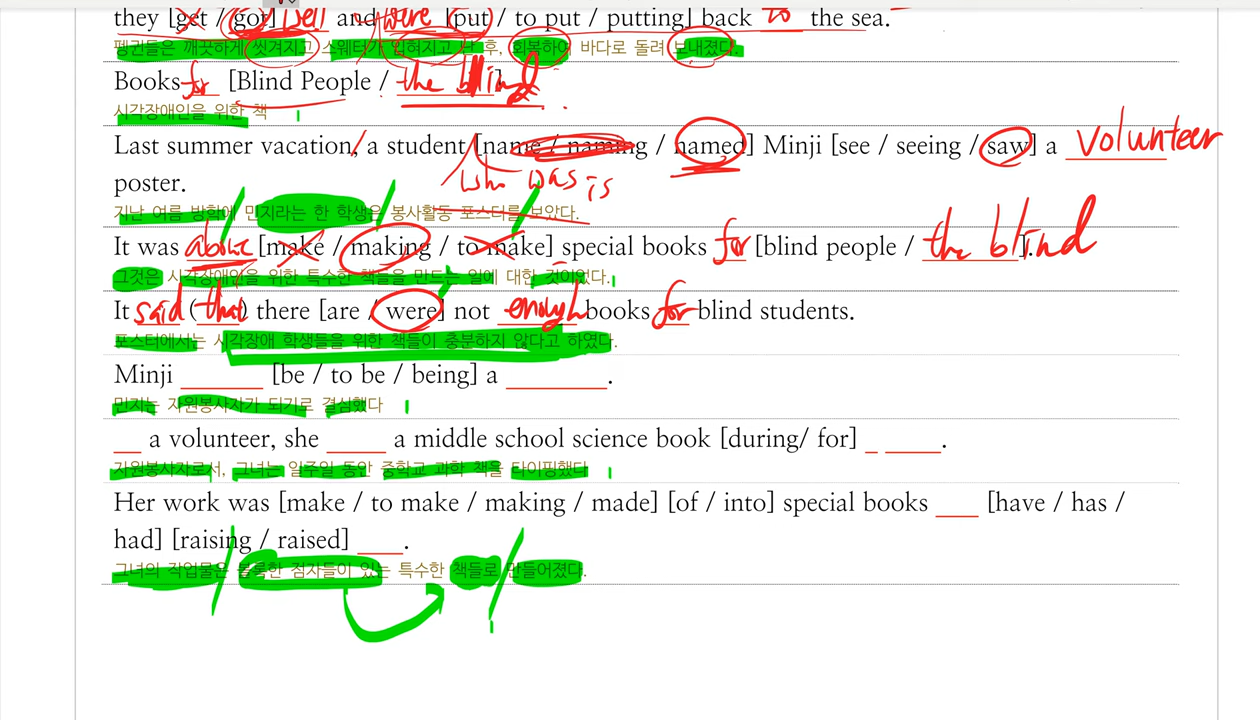 they [get / got] well and were [put / to put / putting] back to the sea.
펭귄들은 깨끗하게 씻겨지고 스웨터가 입혀지고 난 후, 회복하여 바다로 돌려 보내졌다.
Books for [Blind People / the blind].
시각장애인을 위한 책
Last summer vacation, a student [name / naming / named] Minji [see / seeing / saw] a volunteer
who was is
poster.
지난 여름 방학에 민지라는 한 학생은 봉사활동 포스터를 보았다.
It was about [make / making / to make] special books for [blind people / the blind].
그것은 시각장애인을 위한 특수한 책들을 만드는 일에 대한 것이었다.
It said (that) there [are / were] not enough books for blind students.
포스터에서는 시각장애 학생들을 위한 책들이 충분하지 않다고 하였다.
Minji ______ [be / to be / being] a ______.
민지는 자원봉사자가 되기로 결심했다
__ a volunteer, she ____ a middle school science book [during/ for] _ ____.
자원봉사자로서, 그녀는 일주일 동안 중학교 과학 책을 타이핑했다
Her work was [make / to make / making / made] [of / into] special books ___ [have / has /
had] [raising / raised] ___.
그녀의 작업물은 볼록한 점자들이 있는 특수한 책들로 만들어졌다.